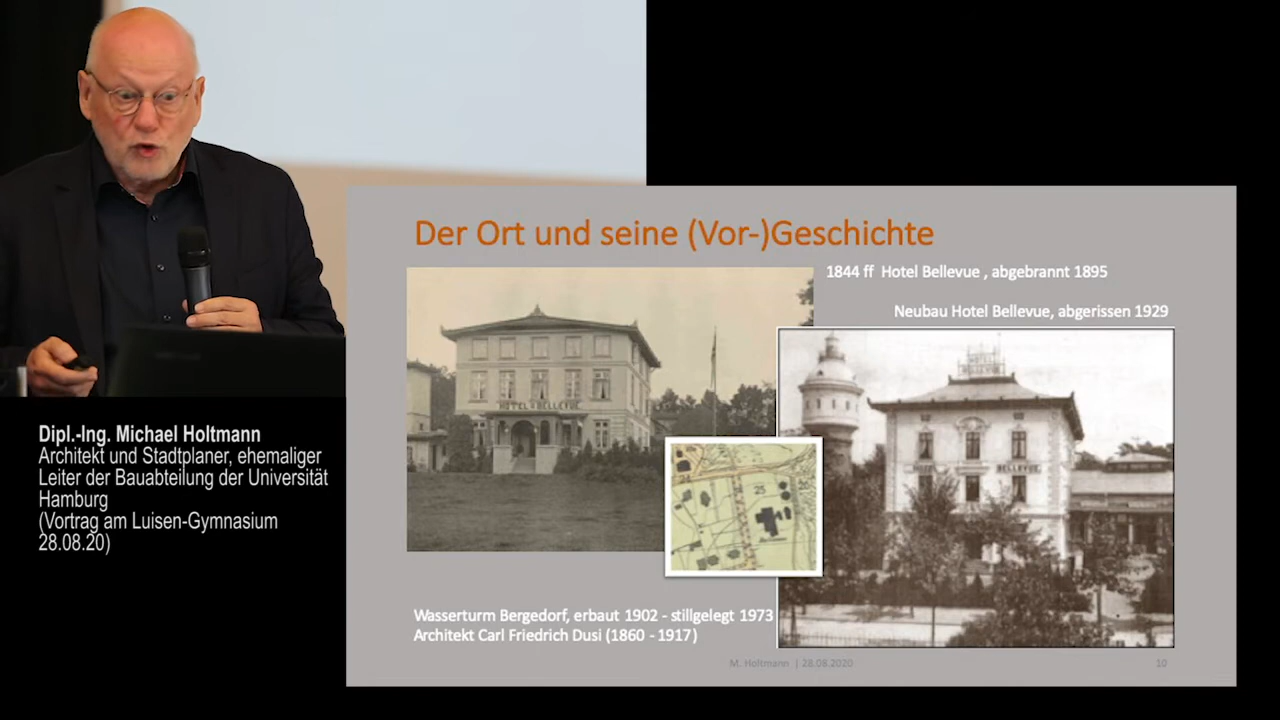 Der Ort und seine (Vor-)Geschichte
1844 ff Hotel Bellevue , abgebrannt 1895
Neubau Hotel Bellevue, abgerissen 1929
HOTEL BELLEVUE
BELLEVUE
25
26
Dipl.-Ing. Michael Holtmann
Architekt und Stadtplaner, ehemaliger
Leiter der Bauabteilung der Universität
Hamburg
(Vortrag am Luisen-Gymnasium
28.08.20)
Wasserturm Bergedorf, erbaut 1902 - stillgelegt 1973
Architekt Carl Friedrich Dusi (1860 - 1917)
M. Holtmann | 28.08.2020
10